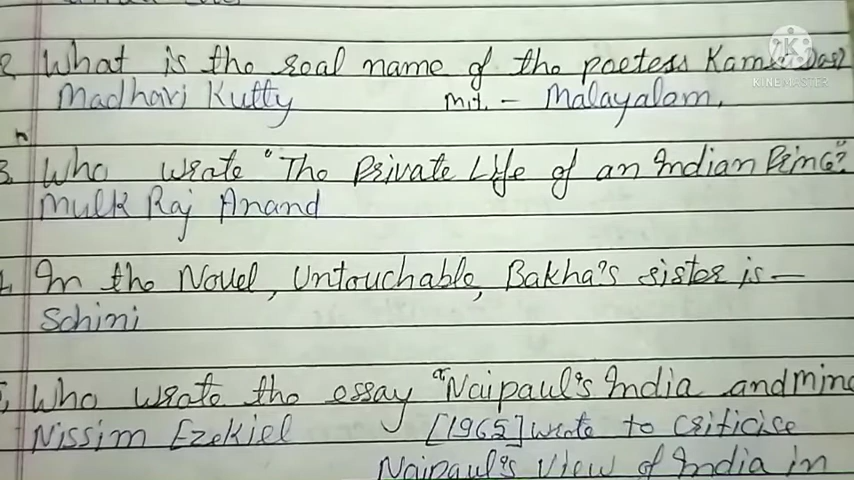 2. What is the real name of the poetess Kamla Das?
Madhavi Kutty m.t. - Malayalam.
3. Who wrote "The Private Life of an Indian Prince"?
Mulk Raj Anand
4. In the Novel, Untouchable, Bakha's sister is —
Sohini
5. Who wrote the essay "Naipaul's India and mine
Nissim Ezekiel [1965] wrote to criticise
Naipaul's View of India in
KINEMASTER